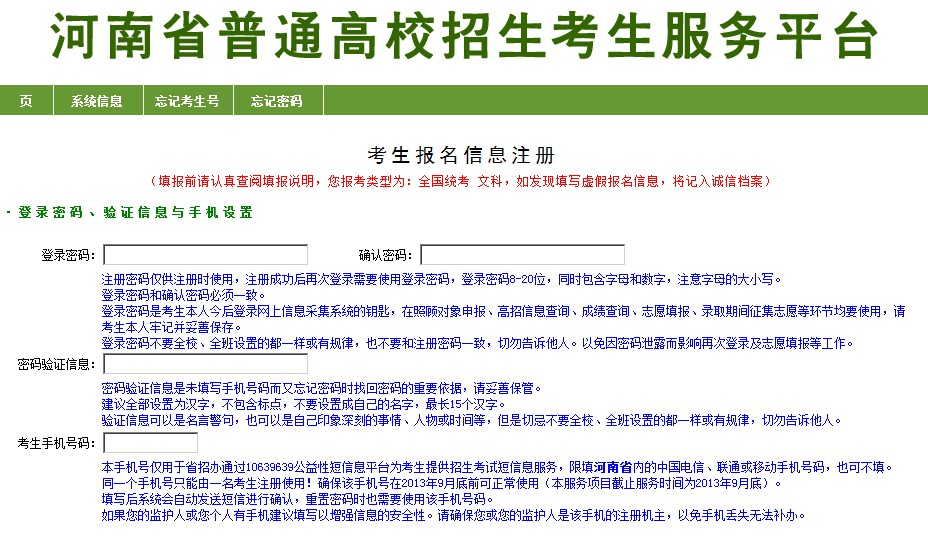 河南省普通高校招生考生服务平台
页 系统信息 忘记考生号 忘记密码
考生报名信息注册
（填报前请认真查阅填报说明，您报考类型为：全国统考 文科，如发现填写虚假报名信息，将记入诚信档案）
· 登录密码、验证信息与手机设置
登录密码： 确认密码：
注册密码仅供注册时使用，注册成功后再次登录需要使用登录密码，登录密码8-20位，同时包含字母和数字，注意字母的大小写。
登录密码和确认密码必须一致。
登录密码是考生本人今后登录网上信息采集系统的钥匙，在照顾对象申报、高招信息查询、成绩查询、志愿填报、录取期间征集志愿等环节均要使用，请
考生本人牢记并妥善保存。
登录密码不要全校、全班设置的都一样或有规律，也不要和注册密码一致，切勿告诉他人。以免因密码泄露而影响再次登录及志愿填报等工作。
密码验证信息：
密码验证信息是未填写手机号码而又忘记密码时找回密码的重要依据，请妥善保管。
建议全部设置为汉字，不包含标点，不要设置成自己的名字，最长15个汉字。
验证信息可以是名言警句，也可以是自己印象深刻的事情、人物或时间等，但是切忌不要全校、全班设置的都一样或有规律，切勿告诉他人。
考生手机号码：
本手机号仅用于省招办通过10639639公益性短信息平台为考生提供招生考试短信息服务，限填河南省内的中国电信、联通或移动手机号码，也可不填。
同一个手机号只能由一名考生注册使用！确保该手机号在2013年9月底前可正常使用（本服务项目截止服务时间为2013年9月底）。
填写后系统会自动发送短信进行确认，重置密码时也需要使用该手机号码。
如果您的监护人或您个人有手机建议填写以增强信息的安全性。请确保您或您的监护人是该手机的注册机主，以免手机丢失无法补办。